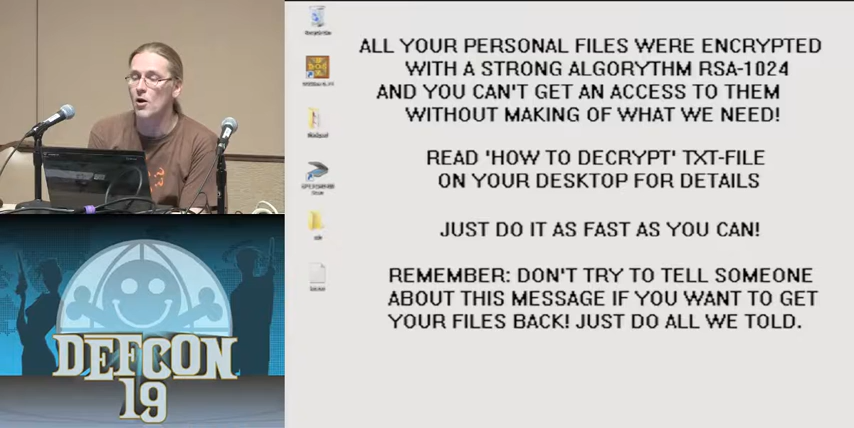 ALL YOUR PERSONAL FILES WERE ENCRYPTED
WITH A STRONG ALGORYTHM RSA-1024
AND YOU CAN'T GET AN ACCESS TO THEM
WITHOUT MAKING OF WHAT WE NEED!
READ 'HOW TO DECRYPT' TXT-FILE
ON YOUR DESKTOP FOR DETAILS
JUST DO IT AS FAST AS YOU CAN!
REMEMBER: DON'T TRY TO TELL SOMEONE
ABOUT THIS MESSAGE IF YOU WANT TO GET
YOUR FILES BACK! JUST DO ALL WE TOLD.
DEFCON
19